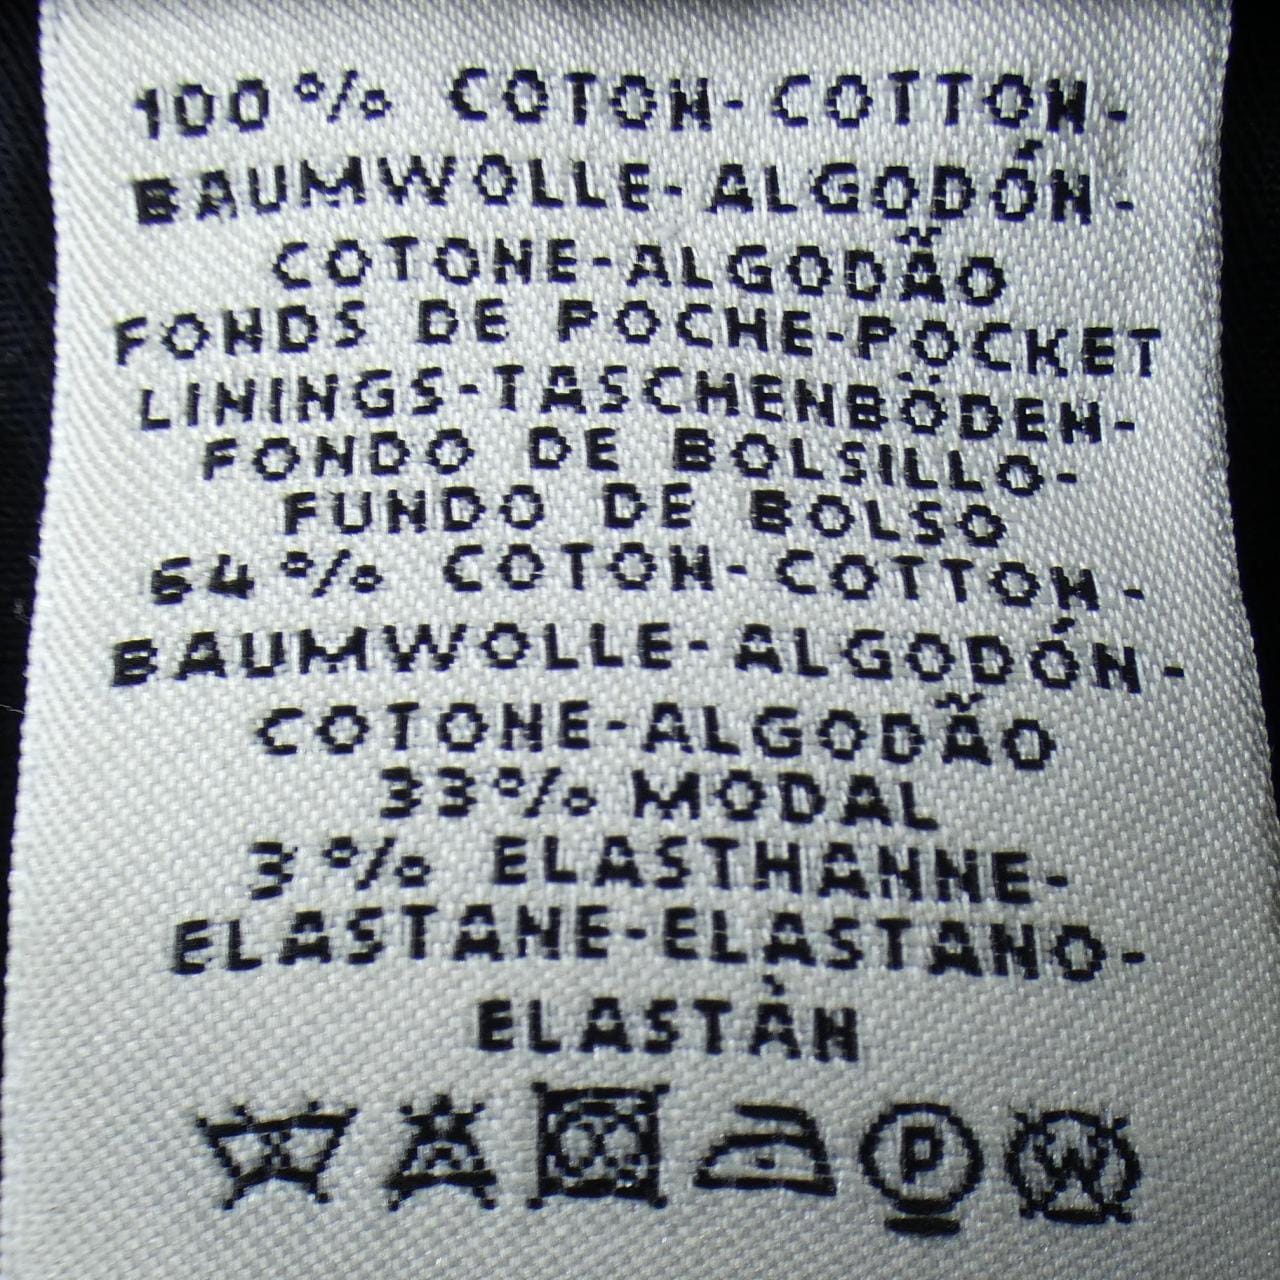 100% COTON-COTTON-
BAUMWOLLE-ALGODÓN-
COTONE-ALGODÃO
FONDS DE POCHE-POCKET
LININGS-TASCHENBÖDEN-
FONDO DE BOLSILLO-
FUNDO DE BOLSO
64% COTON-COTTON-
BAUMWOLLE-ALGODÓN-
COTONE-ALGODÃO
33% MODAL
3% ELASTHANNE-
ELASTANE-ELASTANO-
ELASTÀN
P W